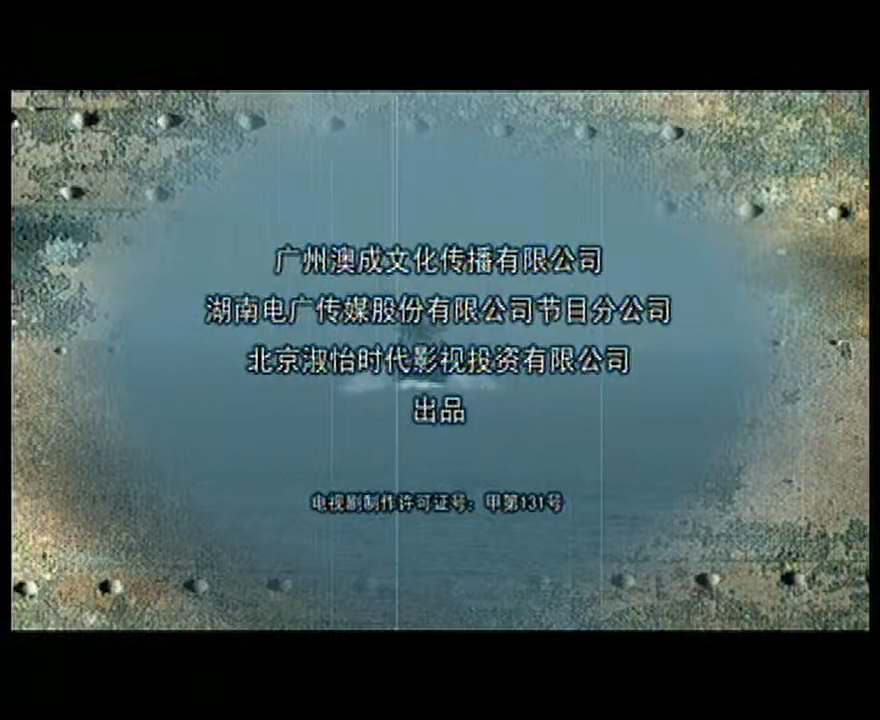 广州澳成文化传播有限公司
湖南电广传媒股份有限公司节目分公司
北京淑怡时代影视投资有限公司
出品
电视剧制作许可证号：甲第131号